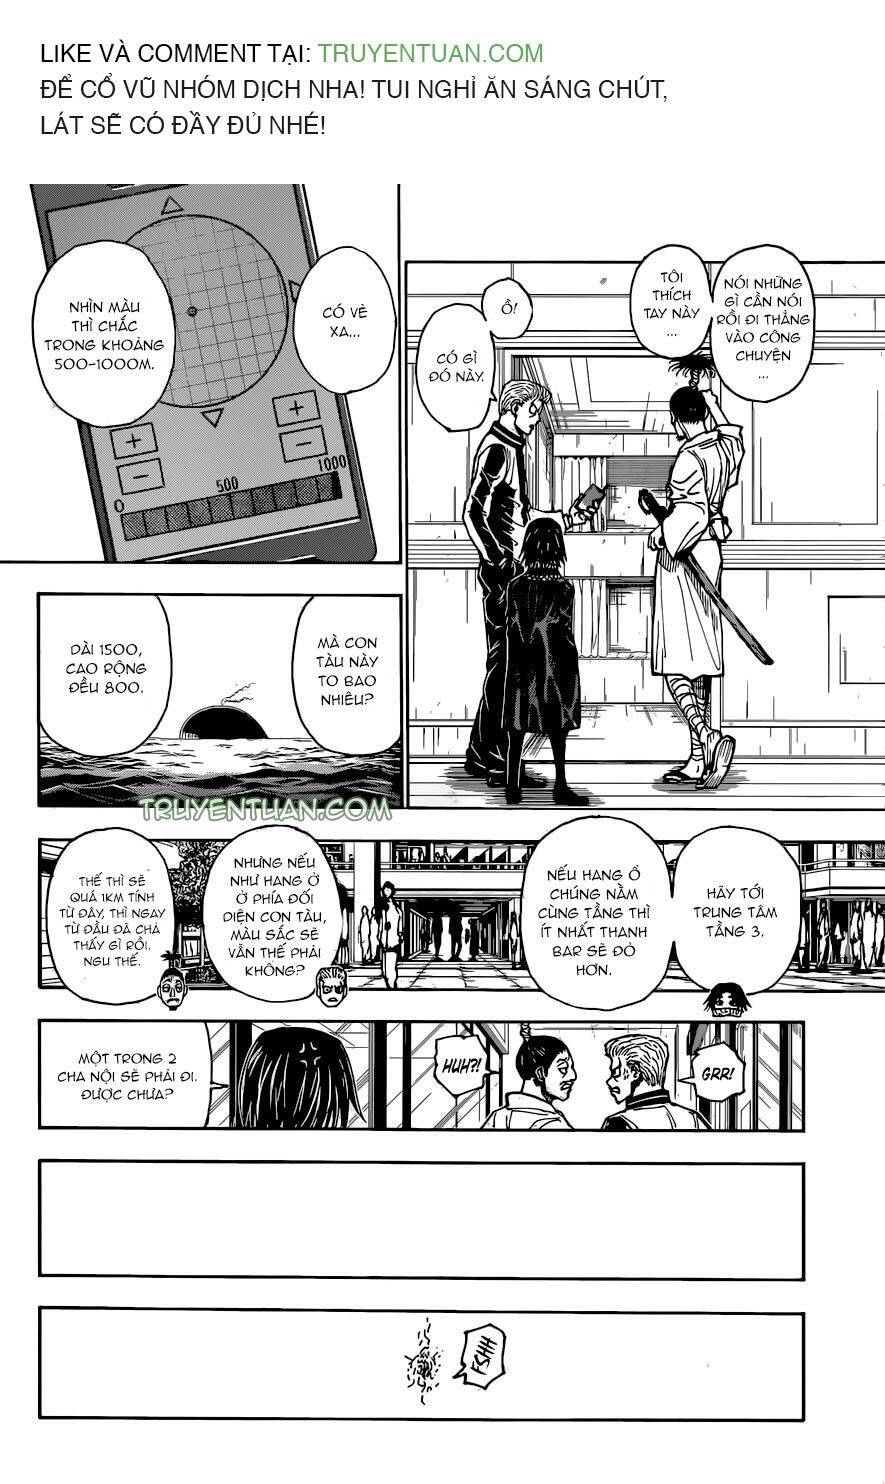 LIKE VÀ COMMENT TẠI: TRUYENTUAN.COM
ĐỂ CỔ VŨ NHÓM DỊCH NHA! TUI NGHỈ ĂN SÁNG CHÚT,
LÁT SẼ CÓ ĐẦY ĐỦ NHÉ!
NÓI NHỮNG
GÌ CẦN NÓI
RỒI ĐI THẲNG
VÀO CÔNG
CHUYỆN
...
TÔI
THÍCH
TAY NÀY
...
Ồ!
CÓ GÌ
ĐÓ NÀY.
CÓ VẺ
XA...
NHÌN MÀU
THÌ CHẮC
TRONG KHOẢNG
500-1000M.
+
−
+
−
0
500
1000
MÀ CON
TÀU NÀY
TO BAO
NHIÊU?
DÀI 1500,
CAO RỘNG
ĐỀU 800.
TRUYENTUAN.COM
HÃY TỚI
TRUNG TÂM
TẦNG 3.
NẾU HANG Ổ
CHÚNG NẰM
CÙNG TẦNG THÌ
ÍT NHẤT THANH
BAR SẼ ĐỎ
HƠN.
NHƯNG NẾU
NHƯ HANG Ổ
Ở PHÍA ĐỐI
DIỆN CON TÀU,
MÀU SẮC SẼ
VẪN THẾ PHẢI
KHÔNG?
THẾ THÌ SẼ
QUÁ 1KM TÍNH
TỪ ĐÂY, THÌ NGAY
TỪ ĐẦU ĐÃ CHẢ
THẤY GÌ RỒI.
NGU THẾ.
GRR!
HUH?!
MỘT TRONG 2
CHA NỘI SẼ PHẢI ĐI.
ĐƯỢC CHƯA?
FSHH